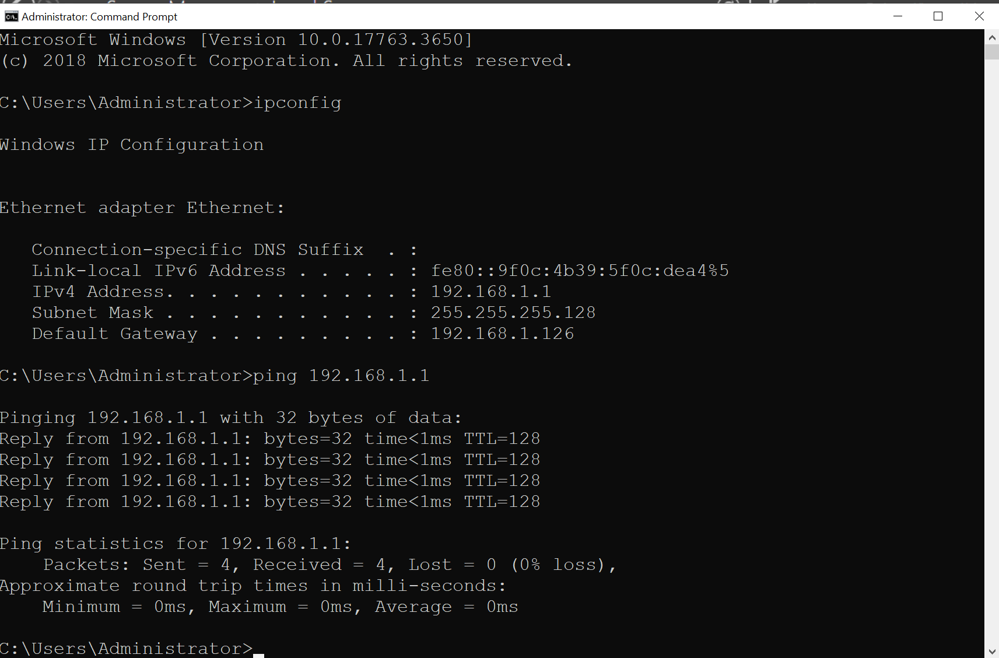 Administrator: Command Prompt
Microsoft Windows [Version 10.0.17763.3650]
(c) 2018 Microsoft Corporation. All rights reserved.
C:\Users\Administrator>ipconfig
Windows IP Configuration
Ethernet adapter Ethernet:
Connection-specific DNS Suffix  . :
Link-local IPv6 Address . . . . . : fe80::9f0c:4b39:5f0c:dea4%5
IPv4 Address. . . . . . . . . . . : 192.168.1.1
Subnet Mask . . . . . . . . . . . : 255.255.255.128
Default Gateway . . . . . . . . . : 192.168.1.126
C:\Users\Administrator>ping 192.168.1.1
Pinging 192.168.1.1 with 32 bytes of data:
Reply from 192.168.1.1: bytes=32 time<1ms TTL=128
Reply from 192.168.1.1: bytes=32 time<1ms TTL=128
Reply from 192.168.1.1: bytes=32 time<1ms TTL=128
Reply from 192.168.1.1: bytes=32 time<1ms TTL=128
Ping statistics for 192.168.1.1:
Packets: Sent = 4, Received = 4, Lost = 0 (0% loss),
Approximate round trip times in milli-seconds:
Minimum = 0ms, Maximum = 0ms, Average = 0ms
C:\Users\Administrator>